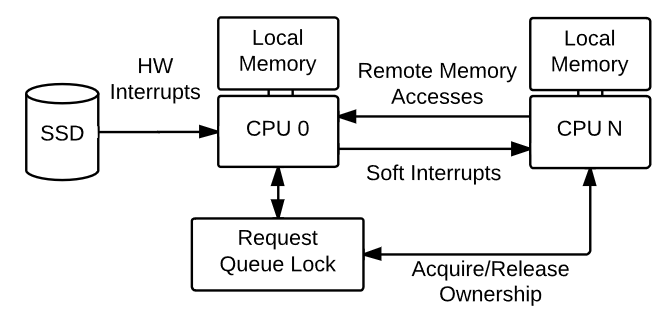 HW
Interrupts
Local
Memory
Remote Memory
Accesses
Local
Memory
SSD
CPU 0
CPU N
Soft Interrupts
Request
Queue Lock
Acquire/Release
Ownership